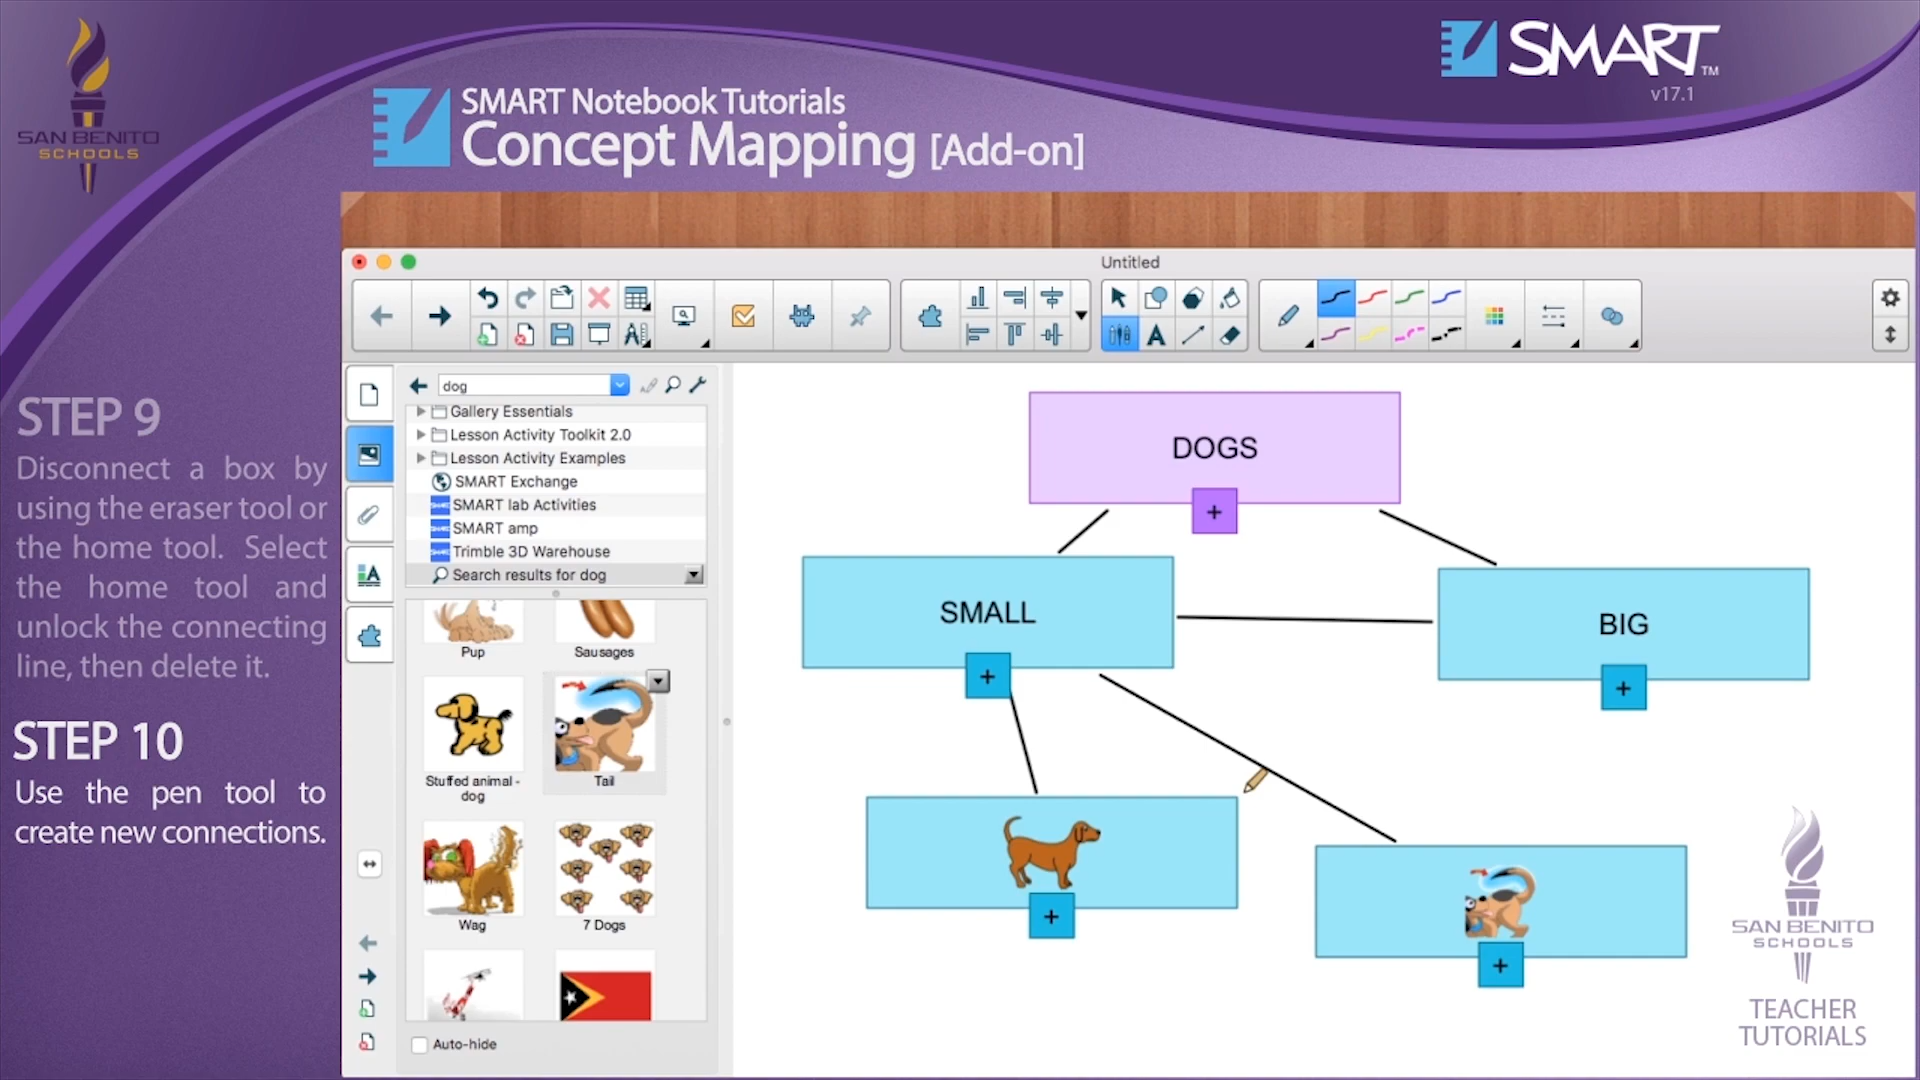 SAN BENITO
SCHOOLS
SMART Notebook Tutorials
Concept Mapping [Add-on]
SMART™
v17.1
STEP 9
Disconnect a box by
using the eraser tool or
the home tool. Select
the home tool and
unlock the connecting
line, then delete it.
STEP 10
Use the pen tool to
create new connections.
Untitled
A
A
dog
Gallery Essentials
Lesson Activity Toolkit 2.0
Lesson Activity Examples
SMART Exchange
SMART lab Activities
SMART amp
Trimble 3D Warehouse
Search results for dog
Pup
Sausages
Stuffed animal -
dog
Tail
Wag
7 Dogs
Auto-hide
DOGS
+
SMALL
+
BIG
+
+
+
SAN BENITO
SCHOOLS
TEACHER
TUTORIALS